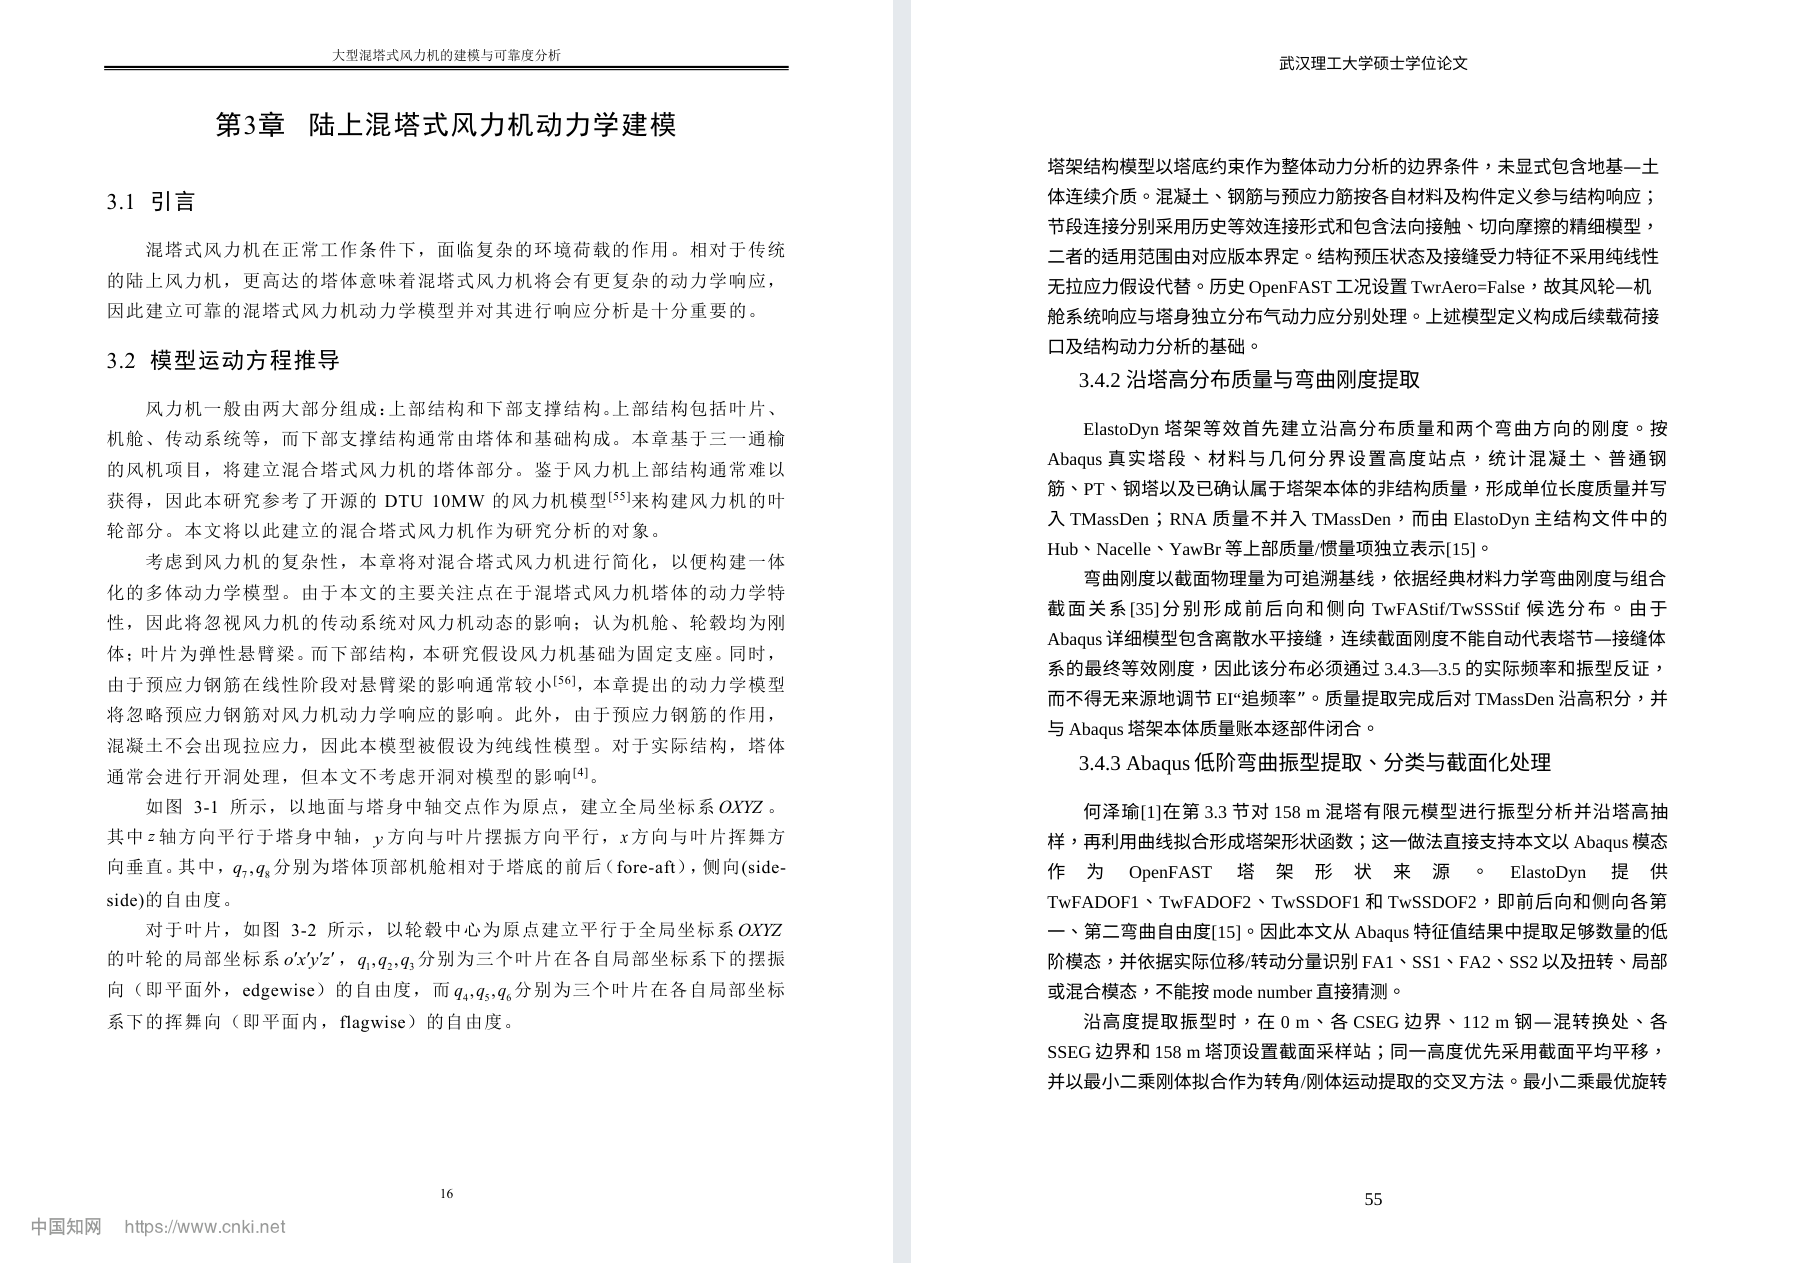 大型混塔式风力机的建模与可靠度分析
第3章 陆上混塔式风力机动力学建模
3.1 引言
混塔式风力机在正常工作条件下，面临复杂的环境荷载的作用。相对于传统
的陆上风力机，更高达的塔体意味着混塔式风力机将会有更复杂的动力学响应，
因此建立可靠的混塔式风力机动力学模型并对其进行响应分析是十分重要的。
3.2 模型运动方程推导
风力机一般由两大部分组成：上部结构和下部支撑结构。上部结构包括叶片、
机舱、传动系统等，而下部支撑结构通常由塔体和基础构成。本章基于三一通榆
的风机项目，将建立混合塔式风力机的塔体部分。鉴于风力机上部结构通常难以
获得，因此本研究参考了开源的 DTU 10MW 的风力机模型[55]来构建风力机的叶
轮部分。本文将以此建立的混合塔式风力机作为研究分析的对象。
考虑到风力机的复杂性，本章将对混合塔式风力机进行简化，以便构建一体
化的多体动力学模型。由于本文的主要关注点在于混塔式风力机塔体的动力学特
性，因此将忽视风力机的传动系统对风力机动态的影响；认为机舱、轮毂均为刚
体；叶片为弹性悬臂梁。而下部结构，本研究假设风力机基础为固定支座。同时，
由于预应力钢筋在线性阶段对悬臂梁的影响通常较小[56]，本章提出的动力学模型
将忽略预应力钢筋对风力机动力学响应的影响。此外，由于预应力钢筋的作用，
混凝土不会出现拉应力，因此本模型被假设为纯线性模型。对于实际结构，塔体
通常会进行开洞处理，但本文不考虑开洞对模型的影响[4]。
如图 3-1 所示，以地面与塔身中轴交点作为原点，建立全局坐标系OXYZ。
其中z轴方向平行于塔身中轴，y方向与叶片摆振方向平行，x方向与叶片挥舞方
向垂直。其中，q7,q8分别为塔体顶部机舱相对于塔底的前后（fore-aft），侧向(side-
side)的自由度。
对于叶片，如图 3-2 所示，以轮毂中心为原点建立平行于全局坐标系OXYZ
的叶轮的局部坐标系o'x'y'z'，q1,q2,q3分别为三个叶片在各自局部坐标系下的摆振
向（即平面外，edgewise）的自由度，而q4,q5,q6分别为三个叶片在各自局部坐标
系下的挥舞向（即平面内，flagwise）的自由度。
16
中国知网 https://www.cnki.net
武汉理工大学硕士学位论文
塔架结构模型以塔底约束作为整体动力分析的边界条件，未显式包含地基—土
体连续介质。混凝土、钢筋与预应力筋按各自材料及构件定义参与结构响应；
节段连接分别采用历史等效连接形式和包含法向接触、切向摩擦的精细模型，
二者的适用范围由对应版本界定。结构预压状态及接缝受力特征不采用纯线性
无拉应力假设代替。历史 OpenFAST 工况设置 TwrAero=False，故其风轮—机
舱系统响应与塔身独立分布气动力应分别处理。上述模型定义构成后续载荷接
口及结构动力分析的基础。
3.4.2 沿塔高分布质量与弯曲刚度提取
ElastoDyn 塔架等效首先建立沿高分布质量和两个弯曲方向的刚度。按
Abaqus 真实塔段、材料与几何分界设置高度站点，统计混凝土、普通钢
筋、PT、钢塔以及已确认属于塔架本体的非结构质量，形成单位长度质量并写
入 TMassDen；RNA 质量不并入 TMassDen，而由 ElastoDyn 主结构文件中的
Hub、Nacelle、YawBr 等上部质量/惯量项独立表示[15]。
弯曲刚度以截面物理量为可追溯基线，依据经典材料力学弯曲刚度与组合
截面关系[35]分别形成前后向和侧向 TwFAStif/TwSSStif 候选分布。由于
Abaqus 详细模型包含离散水平接缝，连续截面刚度不能自动代表塔节—接缝体
系的最终等效刚度，因此该分布必须通过 3.4.3—3.5 的实际频率和振型反证，
而不得无来源地调节 EI“追频率”。质量提取完成后对 TMassDen 沿高积分，并
与 Abaqus 塔架本体质量账本逐部件闭合。
3.4.3 Abaqus 低阶弯曲振型提取、分类与截面化处理
何泽瑜[1]在第 3.3 节对 158 m 混塔有限元模型进行振型分析并沿塔高抽
样，再利用曲线拟合形成塔架形状函数；这一做法直接支持本文以 Abaqus 模态
作为 OpenFAST 塔架形状来源。ElastoDyn 提供
TwFADOF1、TwFADOF2、TwSSDOF1 和 TwSSDOF2，即前后向和侧向各第
一、第二弯曲自由度[15]。因此本文从 Abaqus 特征值结果中提取足够数量的低
阶模态，并依据实际位移/转动分量识别 FA1、SS1、FA2、SS2 以及扭转、局部
或混合模态，不能按 mode number 直接猜测。
沿高度提取振型时，在 0 m、各 CSEG 边界、112 m 钢—混转换处、各
SSEG 边界和 158 m 塔顶设置截面采样站；同一高度优先采用截面平均平移，
并以最小二乘刚体拟合作为转角/刚体运动提取的交叉方法。最小二乘最优旋转
55